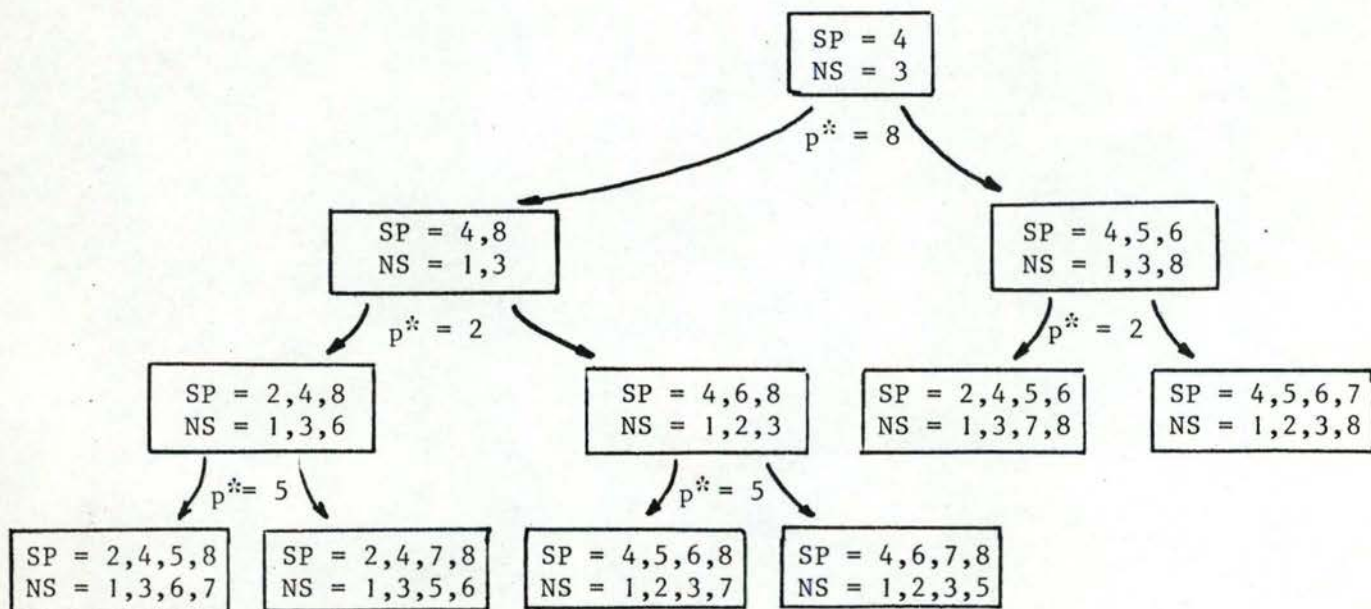 SP = 4
NS = 3
p* = 8
SP = 4,8
NS = 1,3
SP = 4,5,6
NS = 1,3,8
p* = 2
p* = 2
SP = 2,4,8
NS = 1,3,6
SP = 4,6,8
NS = 1,2,3
SP = 2,4,5,6
NS = 1,3,7,8
SP = 4,5,6,7
NS = 1,2,3,8
p*= 5
p* = 5
SP = 2,4,5,8
NS = 1,3,6,7
SP = 2,4,7,8
NS = 1,3,5,6
SP = 4,5,6,8
NS = 1,2,3,7
SP = 4,6,7,8
NS = 1,2,3,5